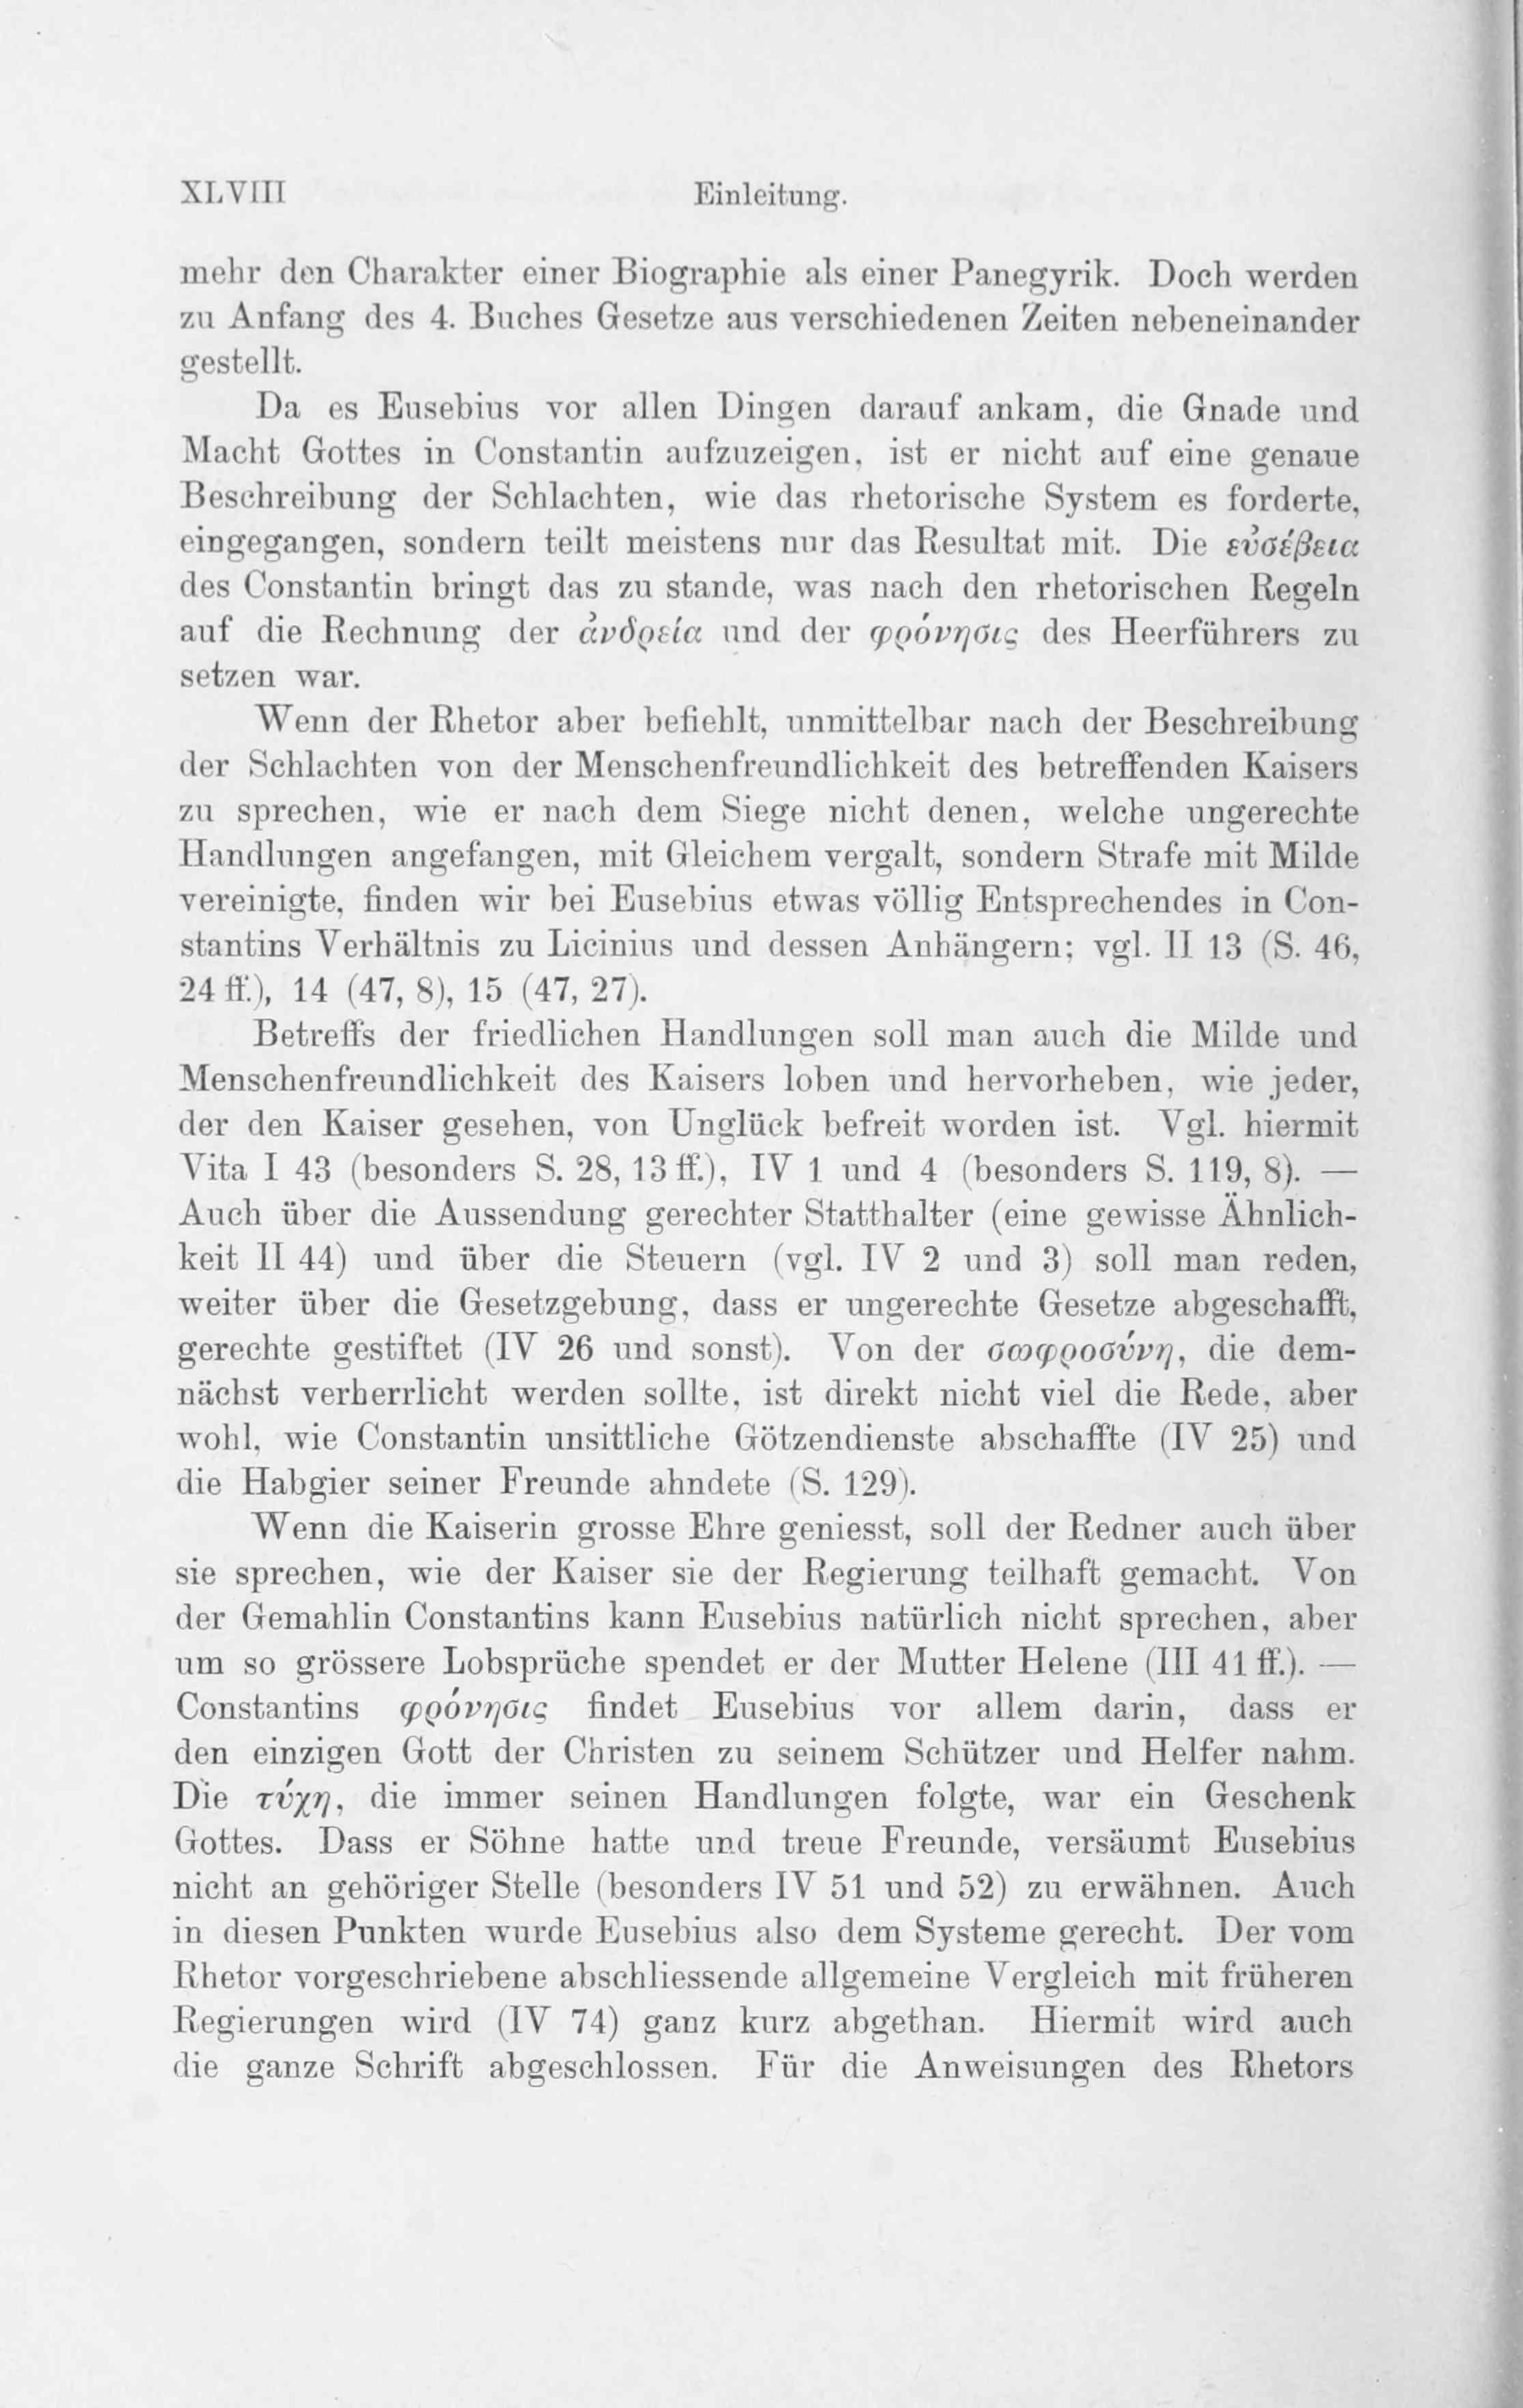 XLVIII Einleitung.
mehr den Charakter einer Biographie als einer Panegyrik. Doch werden
zu Anfang des 4. Buches Gesetze aus verschiedenen Zeiten nebeneinander
gestellt.
Da es Eusebius vor allen Dingen darauf ankam, die Gnade und
Macht Gottes in Constantin aufzuzeigen, ist er nicht auf eine genaue
Beschreibung der Schlachten, wie das rhetorische System es forderte,
eingegangen, sondern teilt meistens nur das Resultat mit. Die εὐσέβεια
des Constantin bringt das zu stande, was nach den rhetorischen Regeln
auf die Rechnung der ἀνδρεία und der φρόνησις des Heerführers zu
setzen war.
Wenn der Rhetor aber befiehlt, unmittelbar nach der Beschreibung
der Schlachten von der Menschenfreundlichkeit des betreffenden Kaisers
zu sprechen, wie er nach dem Siege nicht denen, welche ungerechte
Handlungen angefangen, mit Gleichem vergalt, sondern Strafe mit Milde
vereinigte, finden wir bei Eusebius etwas völlig Entsprechendes in Con-
stantins Verhältnis zu Licinius und dessen Anhängern; vgl. II 13 (S. 46,
24 ff.), 14 (47, 8), 15 (47, 27).
Betreffs der friedlichen Handlungen soll man auch die Milde und
Menschenfreundlichkeit des Kaisers loben und hervorheben, wie jeder,
der den Kaiser gesehen, von Unglück befreit worden ist. Vgl. hiermit
Vita I 43 (besonders S. 28, 13 ff.), IV 1 und 4 (besonders S. 119, 8). —
Auch über die Aussendung gerechter Statthalter (eine gewisse Ähnlich-
keit II 44) und über die Steuern (vgl. IV 2 und 3) soll man reden,
weiter über die Gesetzgebung, dass er ungerechte Gesetze abgeschafft,
gerechte gestiftet (IV 26 und sonst). Von der σωφροσύνη, die dem-
nächst verherrlicht werden sollte, ist direkt nicht viel die Rede, aber
wohl, wie Constantin unsittliche Götzendienste abschaffte (IV 25) und
die Habgier seiner Freunde ahndete (S. 129).
Wenn die Kaiserin grosse Ehre geniesst, soll der Redner auch über
sie sprechen, wie der Kaiser sie der Regierung teilhaft gemacht. Von
der Gemahlin Constantins kann Eusebius natürlich nicht sprechen, aber
um so grössere Lobsprüche spendet er der Mutter Helene (III 41 ff.). —
Constantins φρόνησις findet Eusebius vor allem darin, dass er
den einzigen Gott der Christen zu seinem Schützer und Helfer nahm.
Die τύχη, die immer seinen Handlungen folgte, war ein Geschenk
Gottes. Dass er Söhne hatte und treue Freunde, versäumt Eusebius
nicht an gehöriger Stelle (besonders IV 51 und 52) zu erwähnen. Auch
in diesen Punkten wurde Eusebius also dem Systeme gerecht. Der vom
Rhetor vorgeschriebene abschliessende allgemeine Vergleich mit früheren
Regierungen wird (IV 74) ganz kurz abgethan. Hiermit wird auch
die ganze Schrift abgeschlossen. Für die Anweisungen des Rhetors